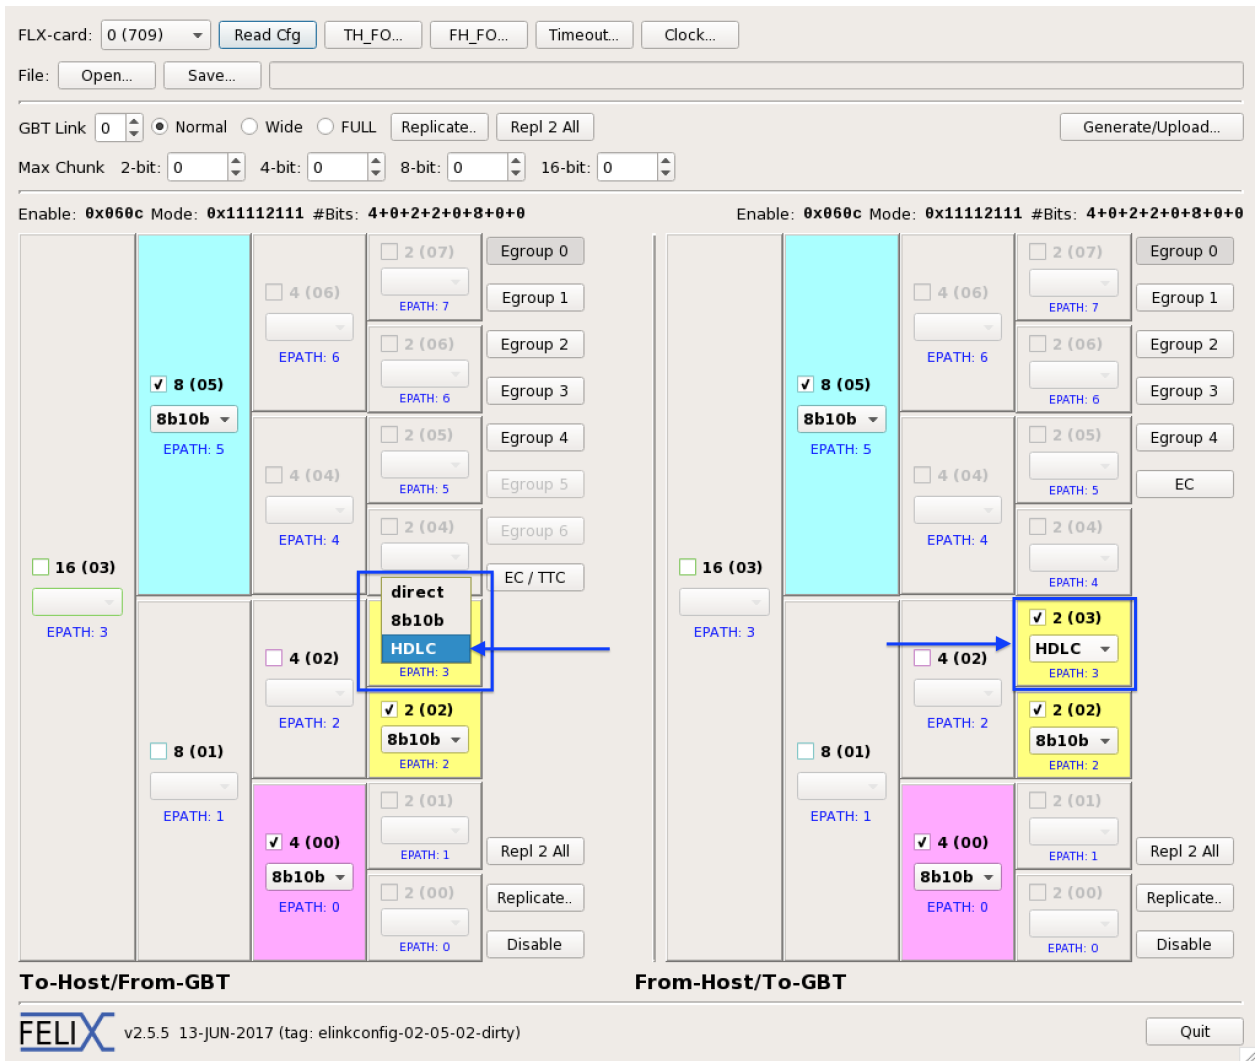 FLX-card: 0 (709) Read Cfg TH_FO... FH_FO... Timeout... Clock...
File: Open... Save...
GBT Link 0 Normal Wide FULL Replicate.. Repl 2 All Generate/Upload...
Max Chunk 2-bit: 0 4-bit: 0 8-bit: 0 16-bit: 0
Enable: 0x060c Mode: 0x11112111 #Bits: 4+0+2+2+0+8+0+0
16 (03)
EPATH: 3
8 (05)
8b10b
EPATH: 5
8 (01)
EPATH: 1
4 (06)
EPATH: 6
4 (04)
EPATH: 4
4 (02)
EPATH: 2
4 (00)
8b10b
EPATH: 0
2 (07)
EPATH: 7
2 (06)
EPATH: 6
2 (05)
EPATH: 5
2 (04)
direct
8b10b
HDLC
EPATH: 3
2 (02)
8b10b
EPATH: 2
2 (01)
EPATH: 1
2 (00)
EPATH: 0
Egroup 0
Egroup 1
Egroup 2
Egroup 3
Egroup 4
Egroup 5
Egroup 6
EC / TTC
Repl 2 All
Replicate..
Disable
To-Host/From-GBT
Enable: 0x060c Mode: 0x11112111 #Bits: 4+0+2+2+0+8+0+0
16 (03)
EPATH: 3
8 (05)
8b10b
EPATH: 5
8 (01)
EPATH: 1
4 (06)
EPATH: 6
4 (04)
EPATH: 4
4 (02)
EPATH: 2
4 (00)
8b10b
EPATH: 0
2 (07)
EPATH: 7
2 (06)
EPATH: 6
2 (05)
EPATH: 5
2 (04)
EPATH: 4
2 (03)
HDLC
EPATH: 3
2 (02)
8b10b
EPATH: 2
2 (01)
EPATH: 1
2 (00)
EPATH: 0
Egroup 0
Egroup 1
Egroup 2
Egroup 3
Egroup 4
EC
Repl 2 All
Replicate..
Disable
From-Host/To-GBT
FELIX v2.5.5 13-JUN-2017 (tag: elinkconfig-02-05-02-dirty) Quit